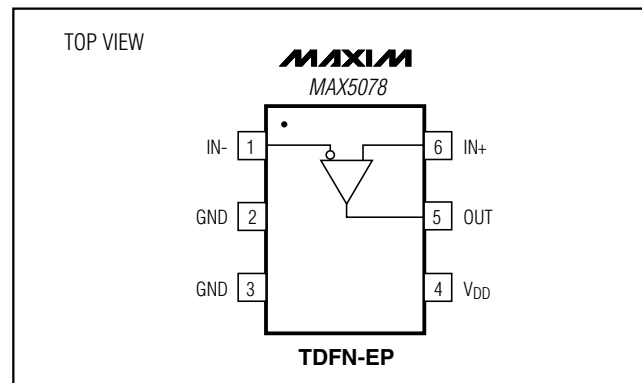 TOP VIEW
MAXIM
MAX5078
IN- 1 6 IN+
GND 2 5 OUT
GND 3 4 VDD
TDFN-EP